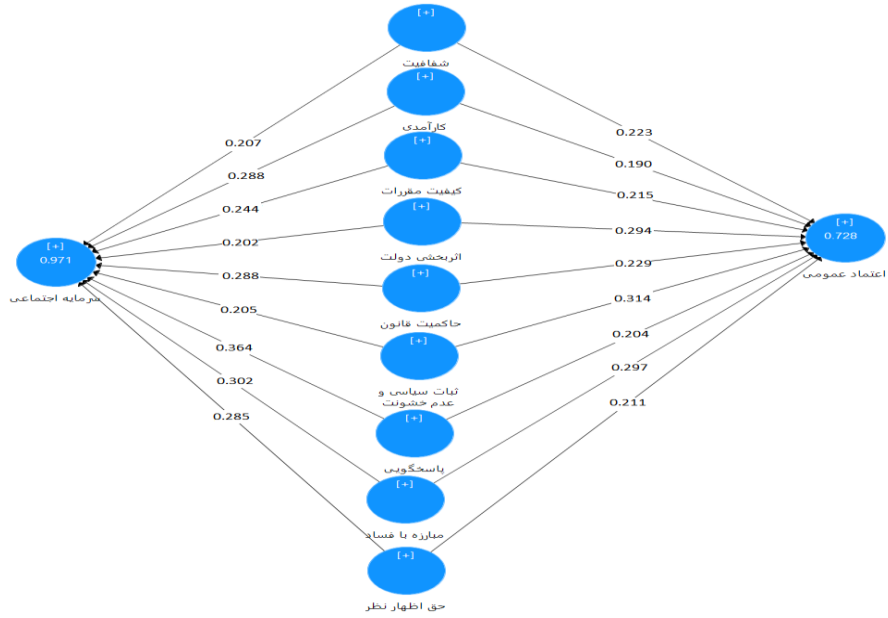 [+]
شفافیت
[+]
کارآمدی
[+]
کیفیت مقررات
[+]
اثربخشی دولت
[+]
حاکمیت قانون
[+]
ثبات سیاسی و
عدم خشونت
[+]
پاسخگویی
[+]
مبارزه با فساد
[+]
حق اظهار نظر
[+]
0.971
سرمایه اجتماعی
[+]
0.728
اعتماد عمومی
0.207
0.288
0.244
0.202
0.288
0.205
0.364
0.302
0.285
0.223
0.190
0.215
0.294
0.229
0.314
0.204
0.297
0.211